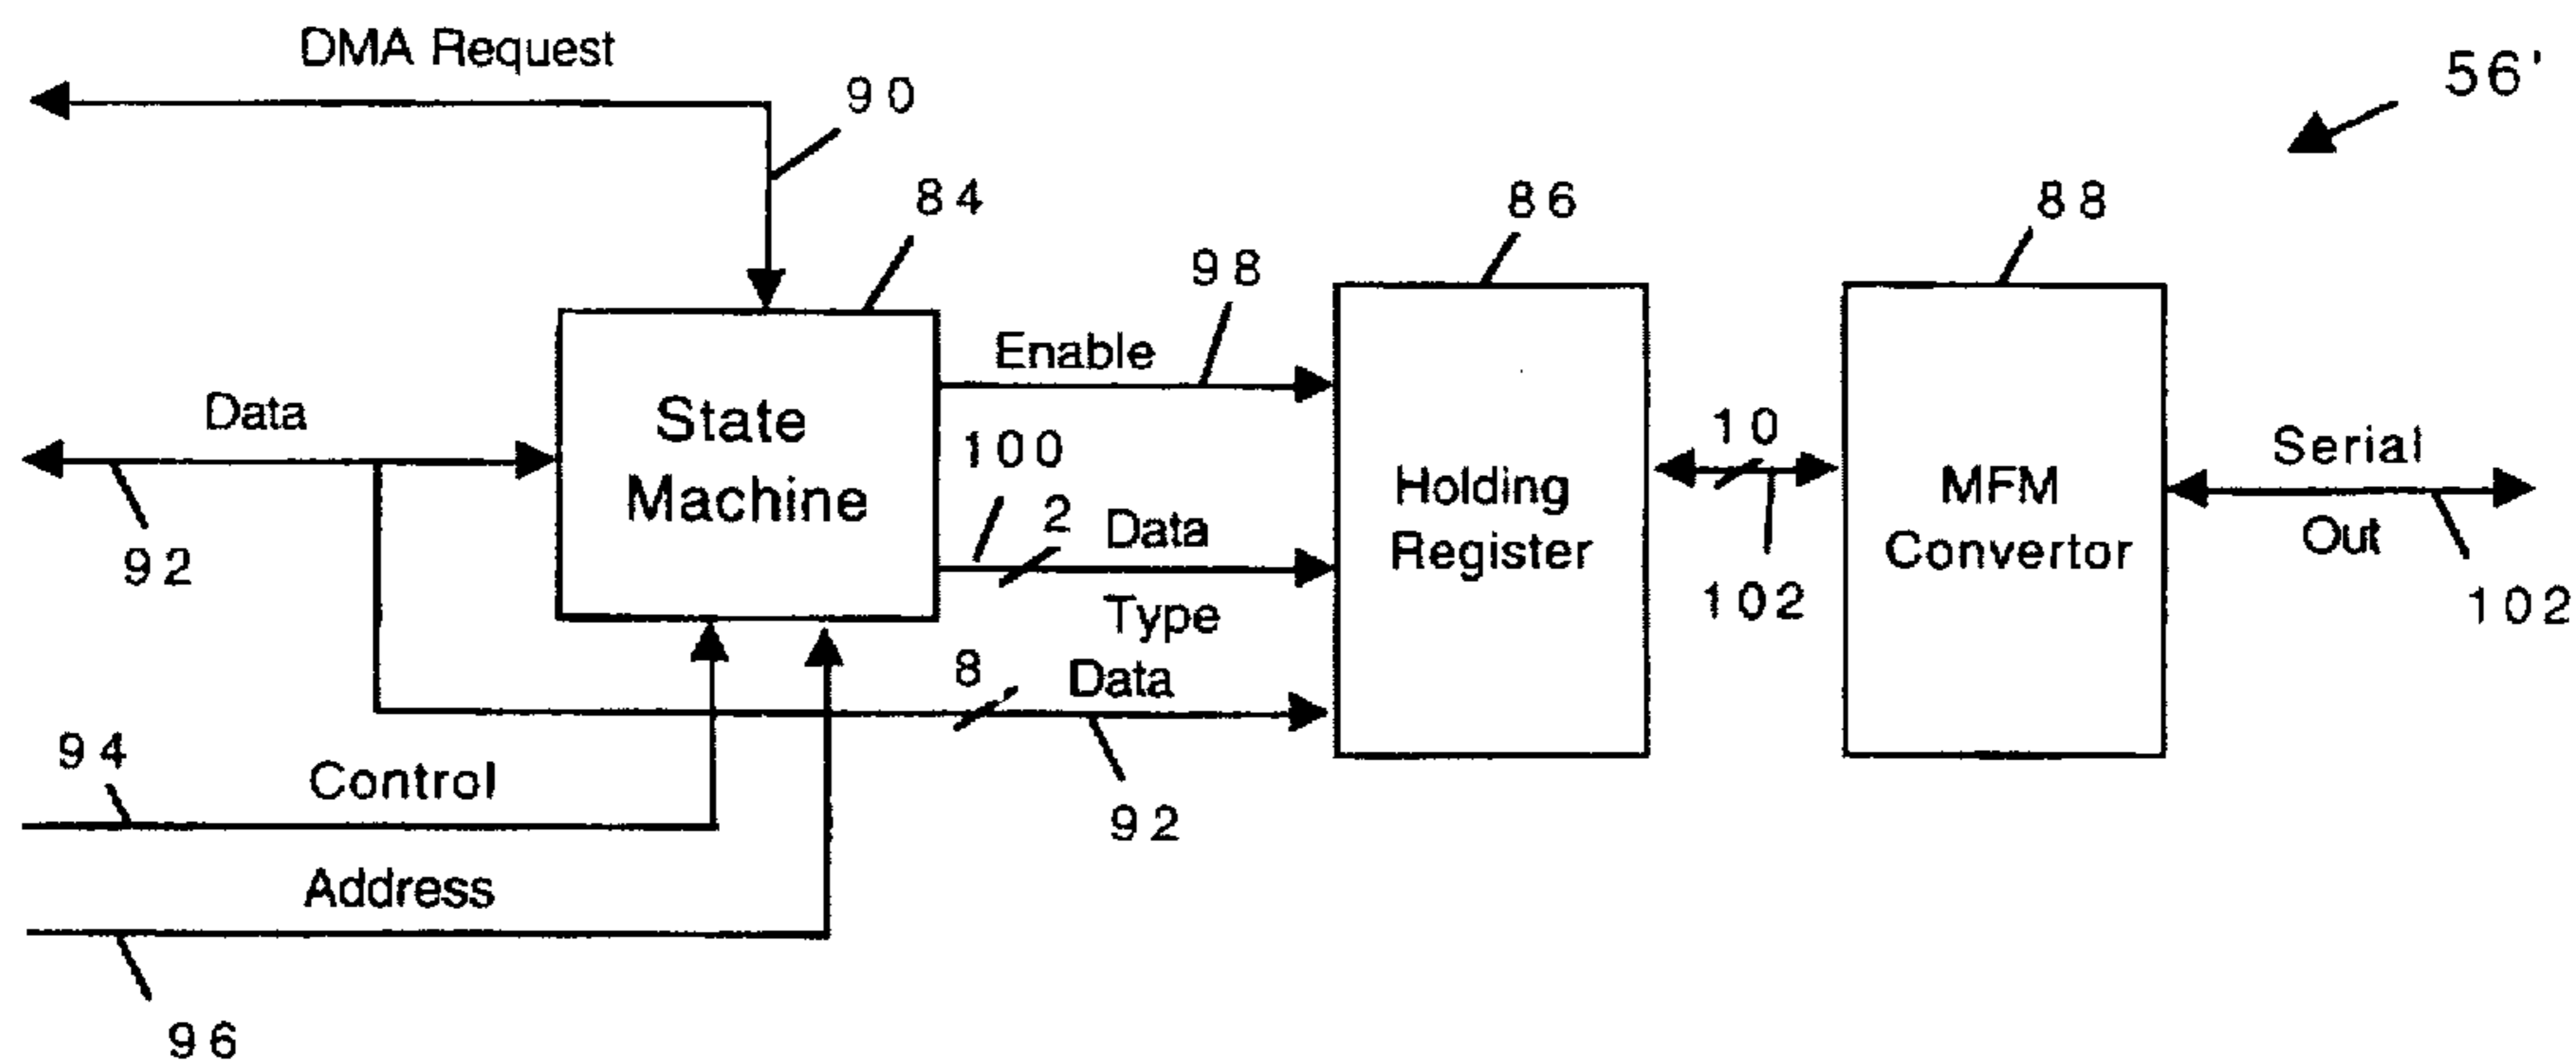 DMA Request
90
56'
84
86
88
98
Enable
Data
State
Machine
100
2
Data
Type
10
102
Holding
Register
MFM
Convertor
Serial
Out
102
92
8
Data
92
94
Control
Address
96